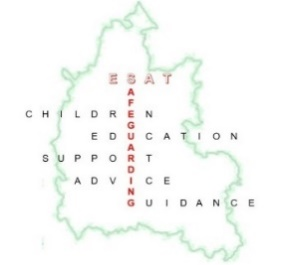 ESAT
SAFEGUARDING
CHILDREN
EDUCATION
SUPPORT
ADVICE
GUIDANCE